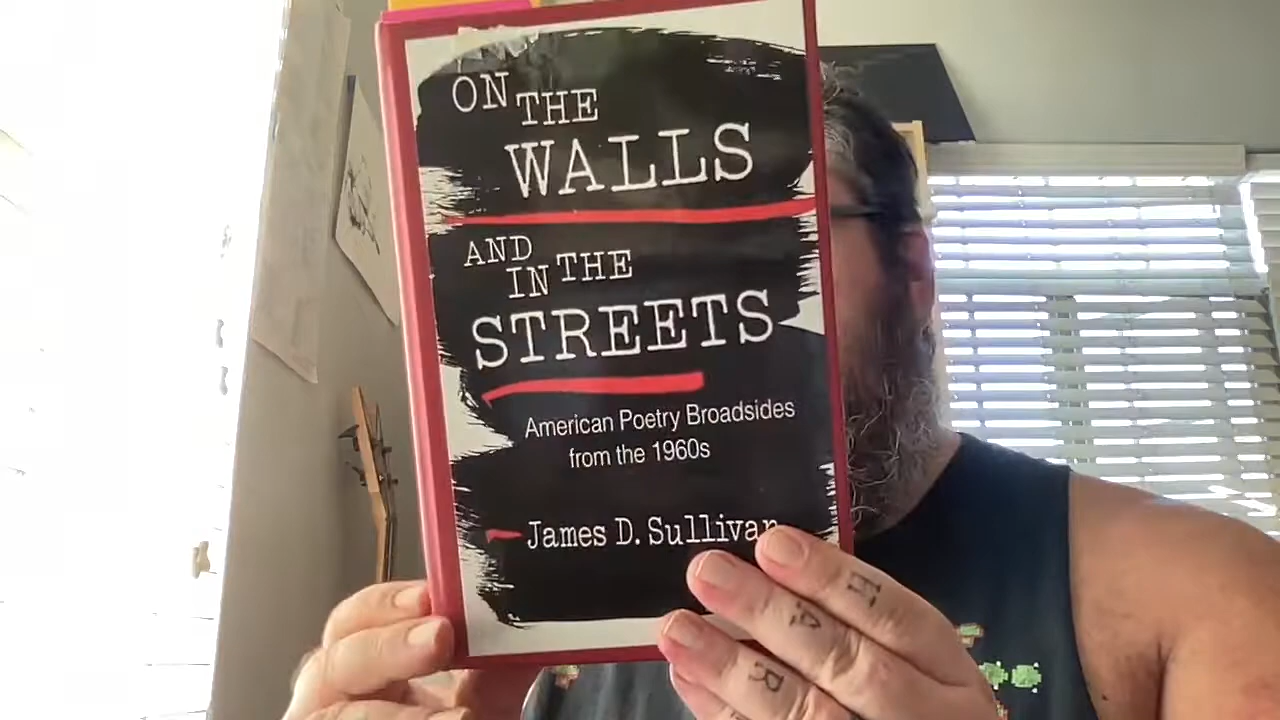 ON THE
WALLS
AND
IN THE
STREETS
American Poetry Broadsides
from the 1960s
James D. Sullivan
H
A
R